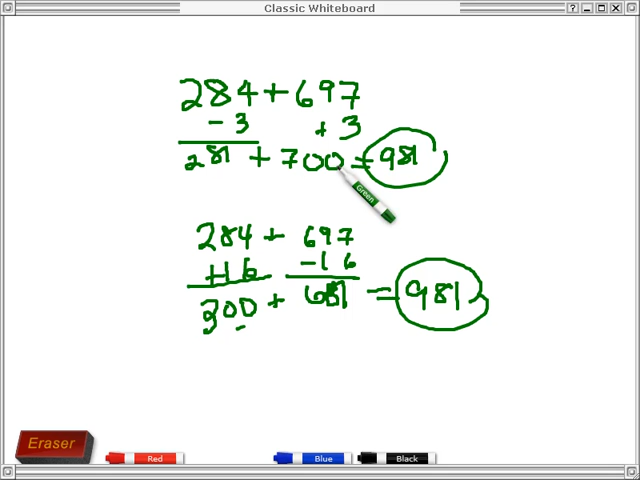 Classic Whiteboard
284 + 697
- 3 + 3
281 + 700 = 981
Green
284 + 697
+16 -16
300 + 681 = 981
Eraser
Red
Blue
Black